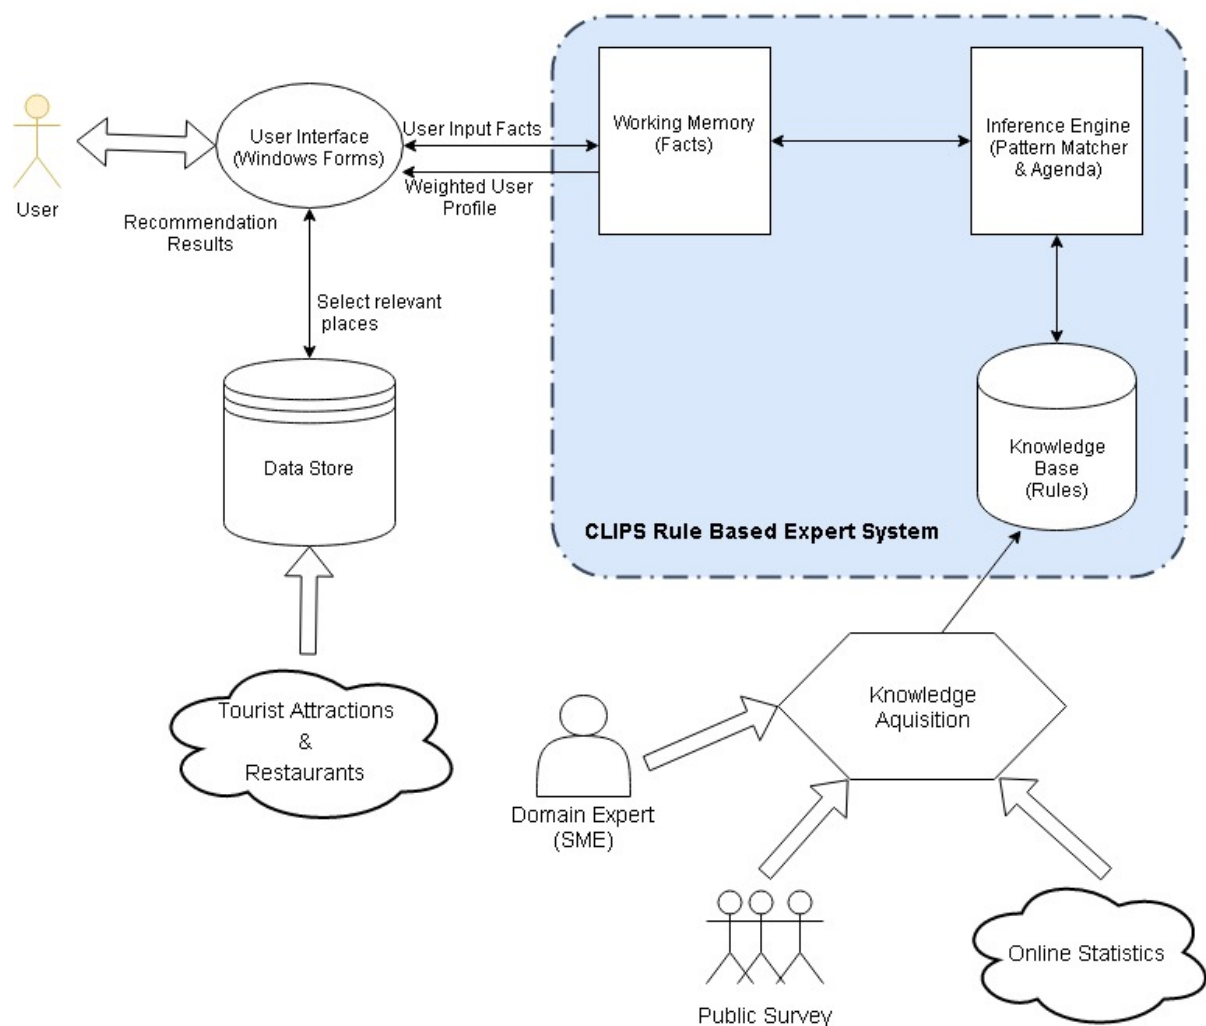 User Interface
(Windows Forms)
User Input Facts
Working Memory
(Facts)
Inference Engine
(Pattern Matcher
& Agenda)
Weighted User
Profile
User
Recommendation
Results
Select relevant
places
Data Store
Knowledge
Base
(Rules)
CLIPS Rule Based Expert System
Tourist Attractions
&
Restaurants
Knowledge
Aquisition
Domain Expert
(SME)
Public Survey
Online Statistics